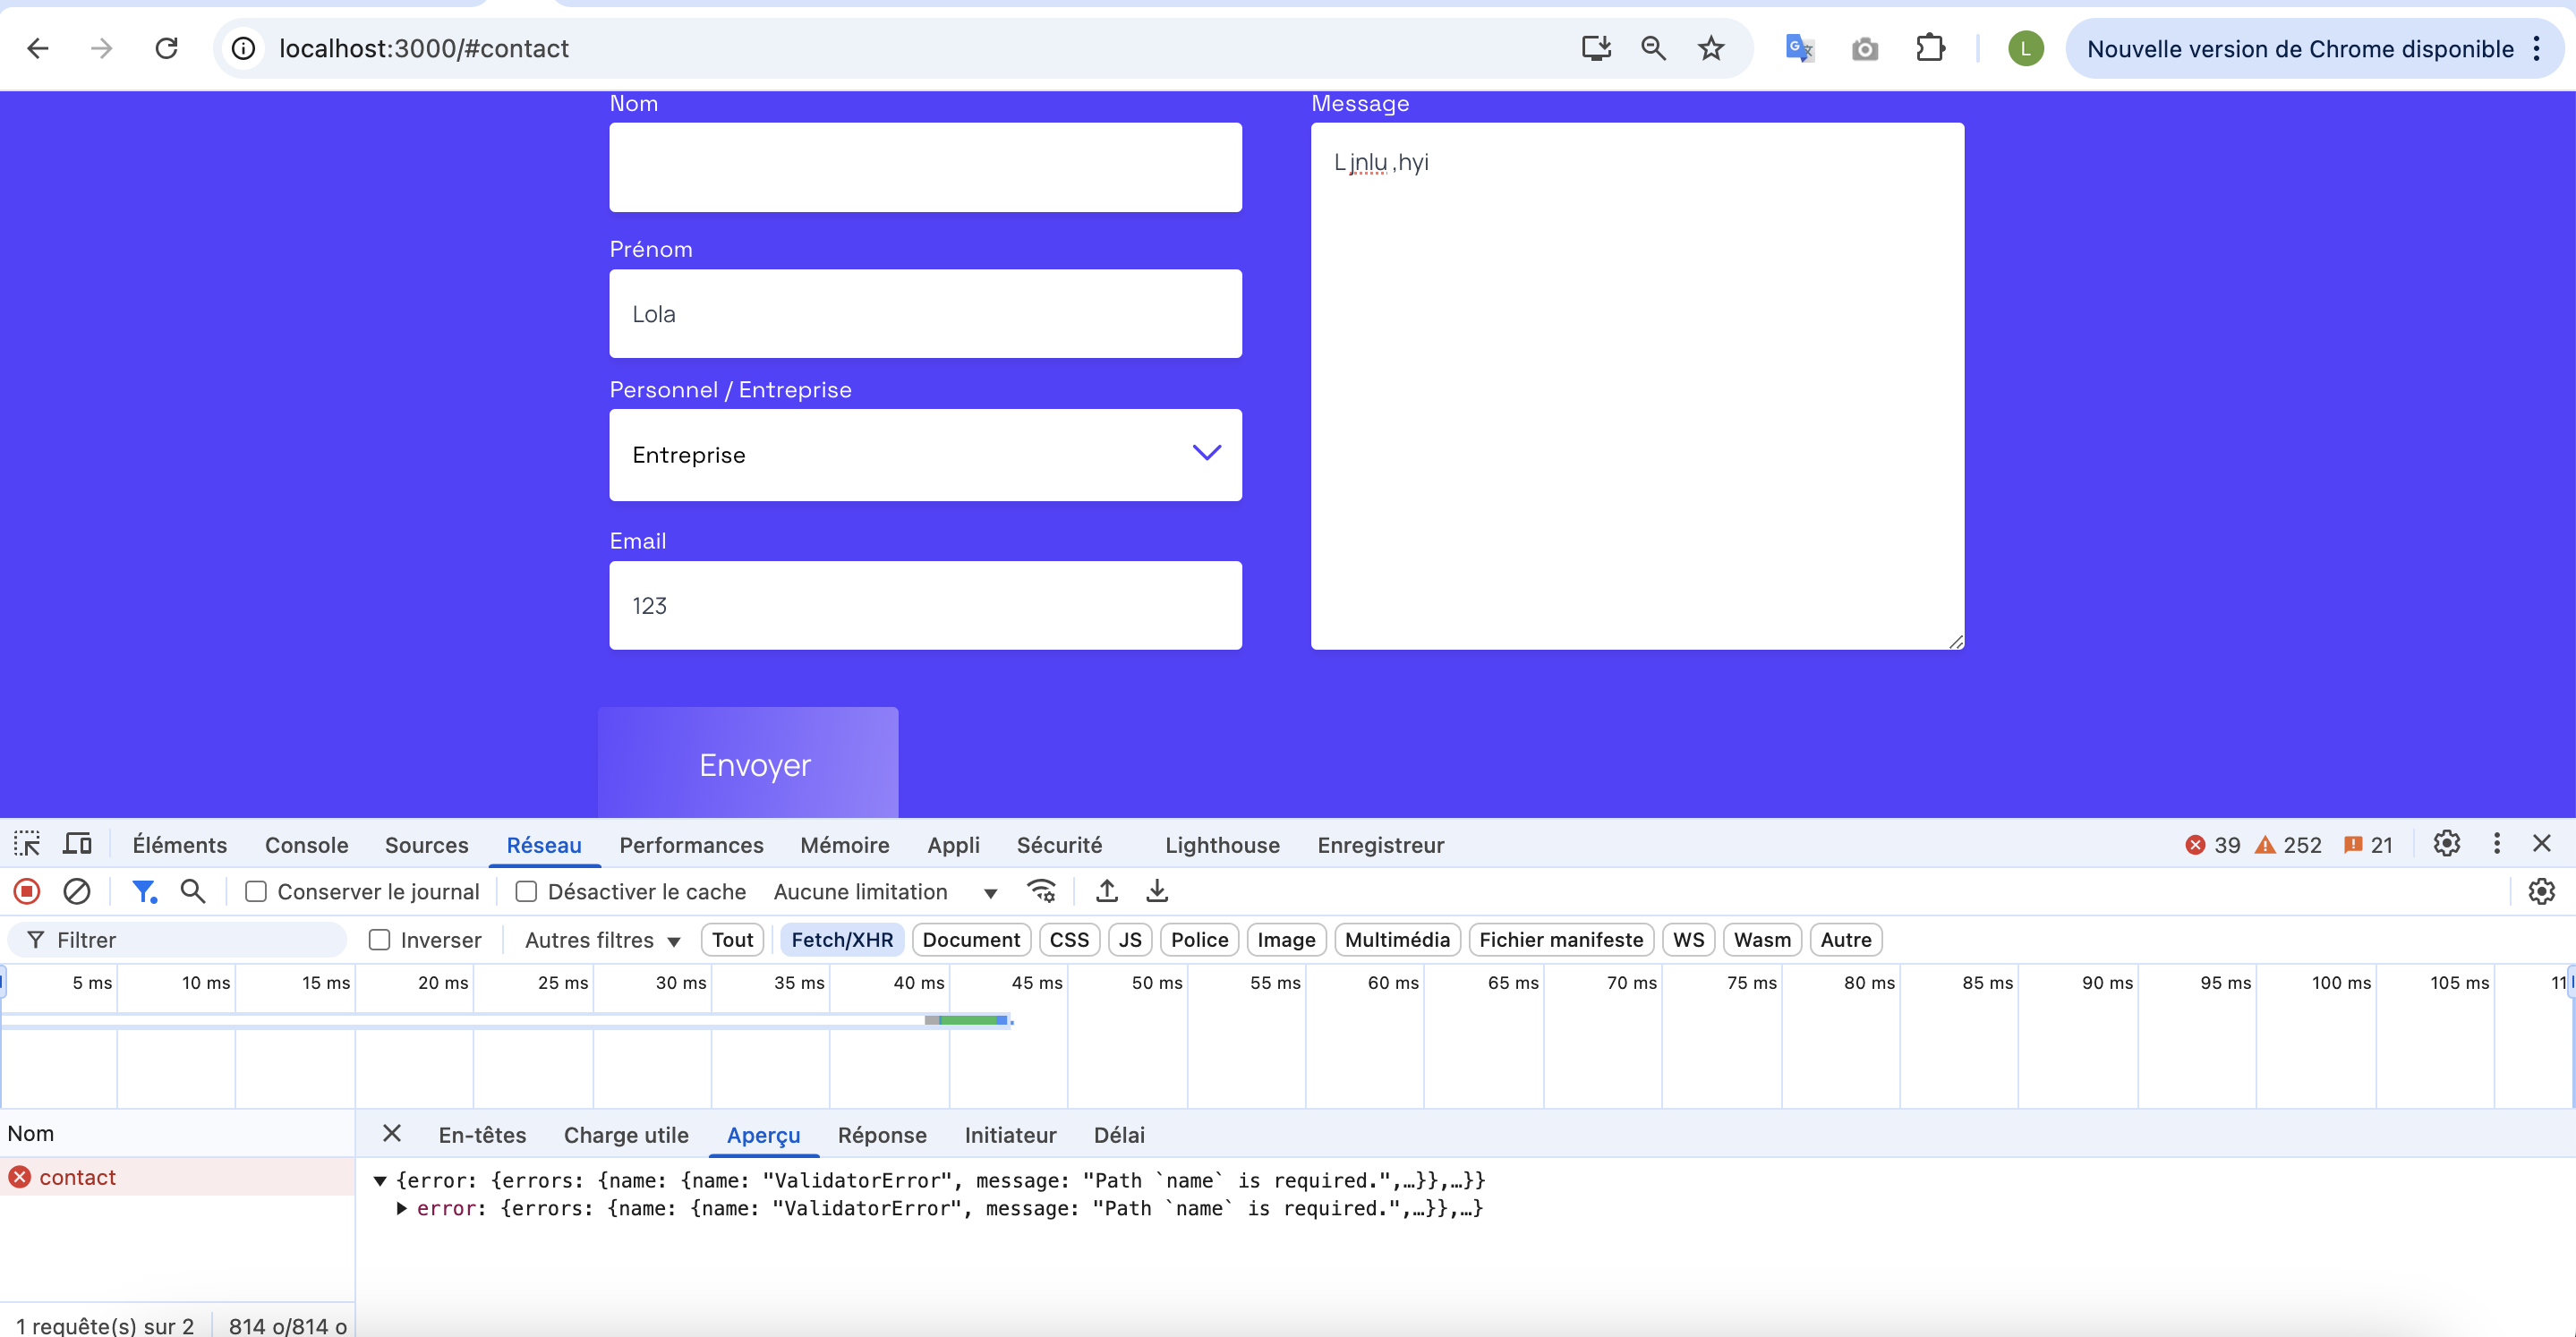 localhost:3000/#contact
L
Nouvelle version de Chrome disponible
Nom
Message
L jnlu ,hyi
Prénom
Lola
Personnel / Entreprise
Entreprise
Email
123
Envoyer
Éléments Console Sources Réseau Performances Mémoire Appli Sécurité Lighthouse Enregistreur 39 252 21
Conserver le journal Désactiver le cache Aucune limitation
Filtrer Inverser Autres filtres Tout Fetch/XHR Document CSS JS Police Image Multimédia Fichier manifeste WS Wasm Autre
5 ms 10 ms 15 ms 20 ms 25 ms 30 ms 35 ms 40 ms 45 ms 50 ms 55 ms 60 ms 65 ms 70 ms 75 ms 80 ms 85 ms 90 ms 95 ms 100 ms 105 ms 11
Nom
En-têtes Charge utile Aperçu Réponse Initiateur Délai
contact
{error: {errors: {name: {name: "ValidatorError", message: "Path `name` is required.",…}},…}}
error: {errors: {name: {name: "ValidatorError", message: "Path `name` is required.",…}},…}
1 requête(s) sur 2 814 o/814 o